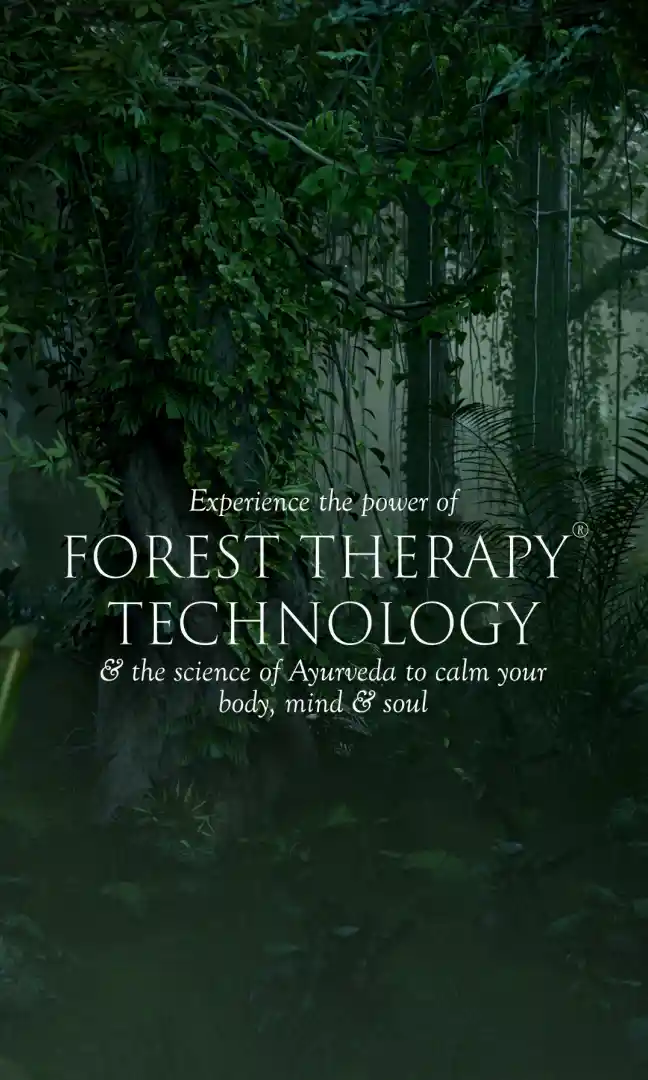 Experience the power of
FOREST THERAPY®
TECHNOLOGY
& the science of Ayurveda to calm your
body, mind & soul